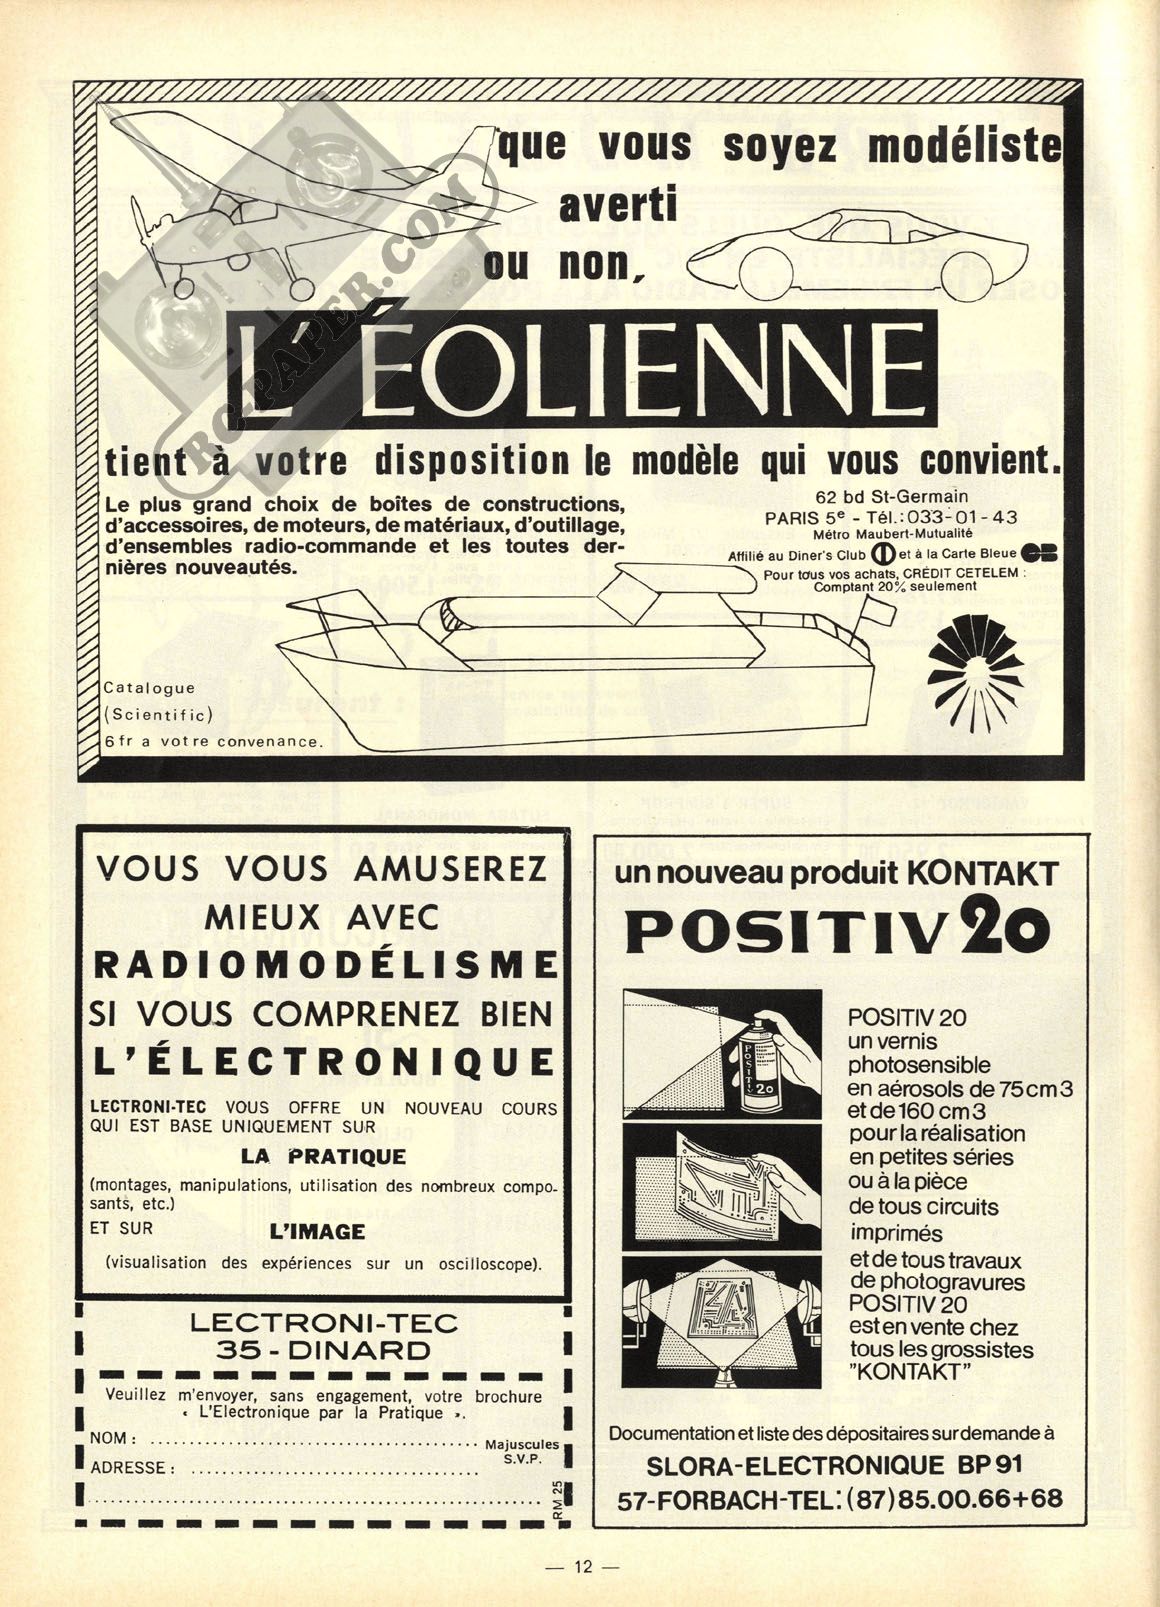 que vous soyez modéliste
averti
ou non,
L'ÉOLIENNE
RC-PAPER.COM
tient à votre disposition le modèle qui vous convient.
Le plus grand choix de boîtes de constructions,
d'accessoires, de moteurs, de matériaux, d'outillage,
d'ensembles radio-commande et les toutes der-
nières nouveautés.
62 bd St-Germain
PARIS 5e - Tél.: 033-01-43
Métro Maubert-Mutualité
Affilié au Diner's Club et à la Carte Bleue CB
Pour tous vos achats, CRÉDIT CETELEM :
Comptant 20% seulement
Catalogue
(Scientific)
6 fr a votre convenance.
VOUS VOUS AMUSEREZ
MIEUX AVEC
RADIOMODÉLISME
SI VOUS COMPRENEZ BIEN
L'ÉLECTRONIQUE
LECTRONI-TEC VOUS OFFRE UN NOUVEAU COURS
QUI EST BASE UNIQUEMENT SUR
LA PRATIQUE
(montages, manipulations, utilisation des nombreux compo-
sants, etc.)
ET SUR L'IMAGE
(visualisation des expériences sur un oscilloscope).
LECTRONI-TEC
35 - DINARD
Veuillez m'envoyer, sans engagement, votre brochure
« L'Electronique par la Pratique ».
NOM : ........................................ Majuscules
S.V.P.
ADRESSE : ........................................
........................................
RM 25
un nouveau produit KONTAKT
POSITIV 20
POSITIV
20
POSITIV 20
un vernis
photosensible
en aérosols de 75 cm3
et de 160 cm3
pour la réalisation
en petites séries
ou à la pièce
de tous circuits
imprimés
et de tous travaux
de photogravures
POSITIV 20
est en vente chez
tous les grossistes
"KONTAKT"
Documentation et liste des dépositaires sur demande à
SLORA-ELECTRONIQUE BP 91
57-FORBACH-TEL: (87) 85.00.66+68
— 12 —